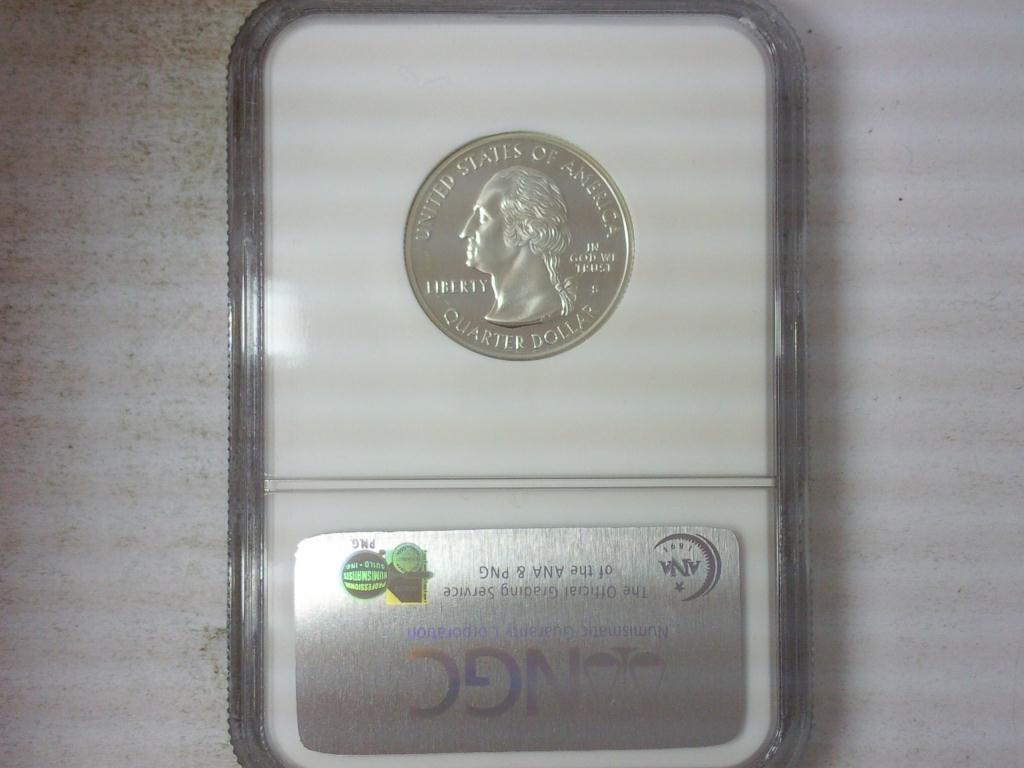 UNITED STATES OF AMERICA
IN
GOD WE
TRUST
LIBERTY
S
QUARTER DOLLAR
NGC
Numismatic Guaranty Corporation
The Official Grading Service
of the ANA & PNG
ANA
1891
PROFESSIONAL
NUMISMATISTS
GUILD · INC
PNG